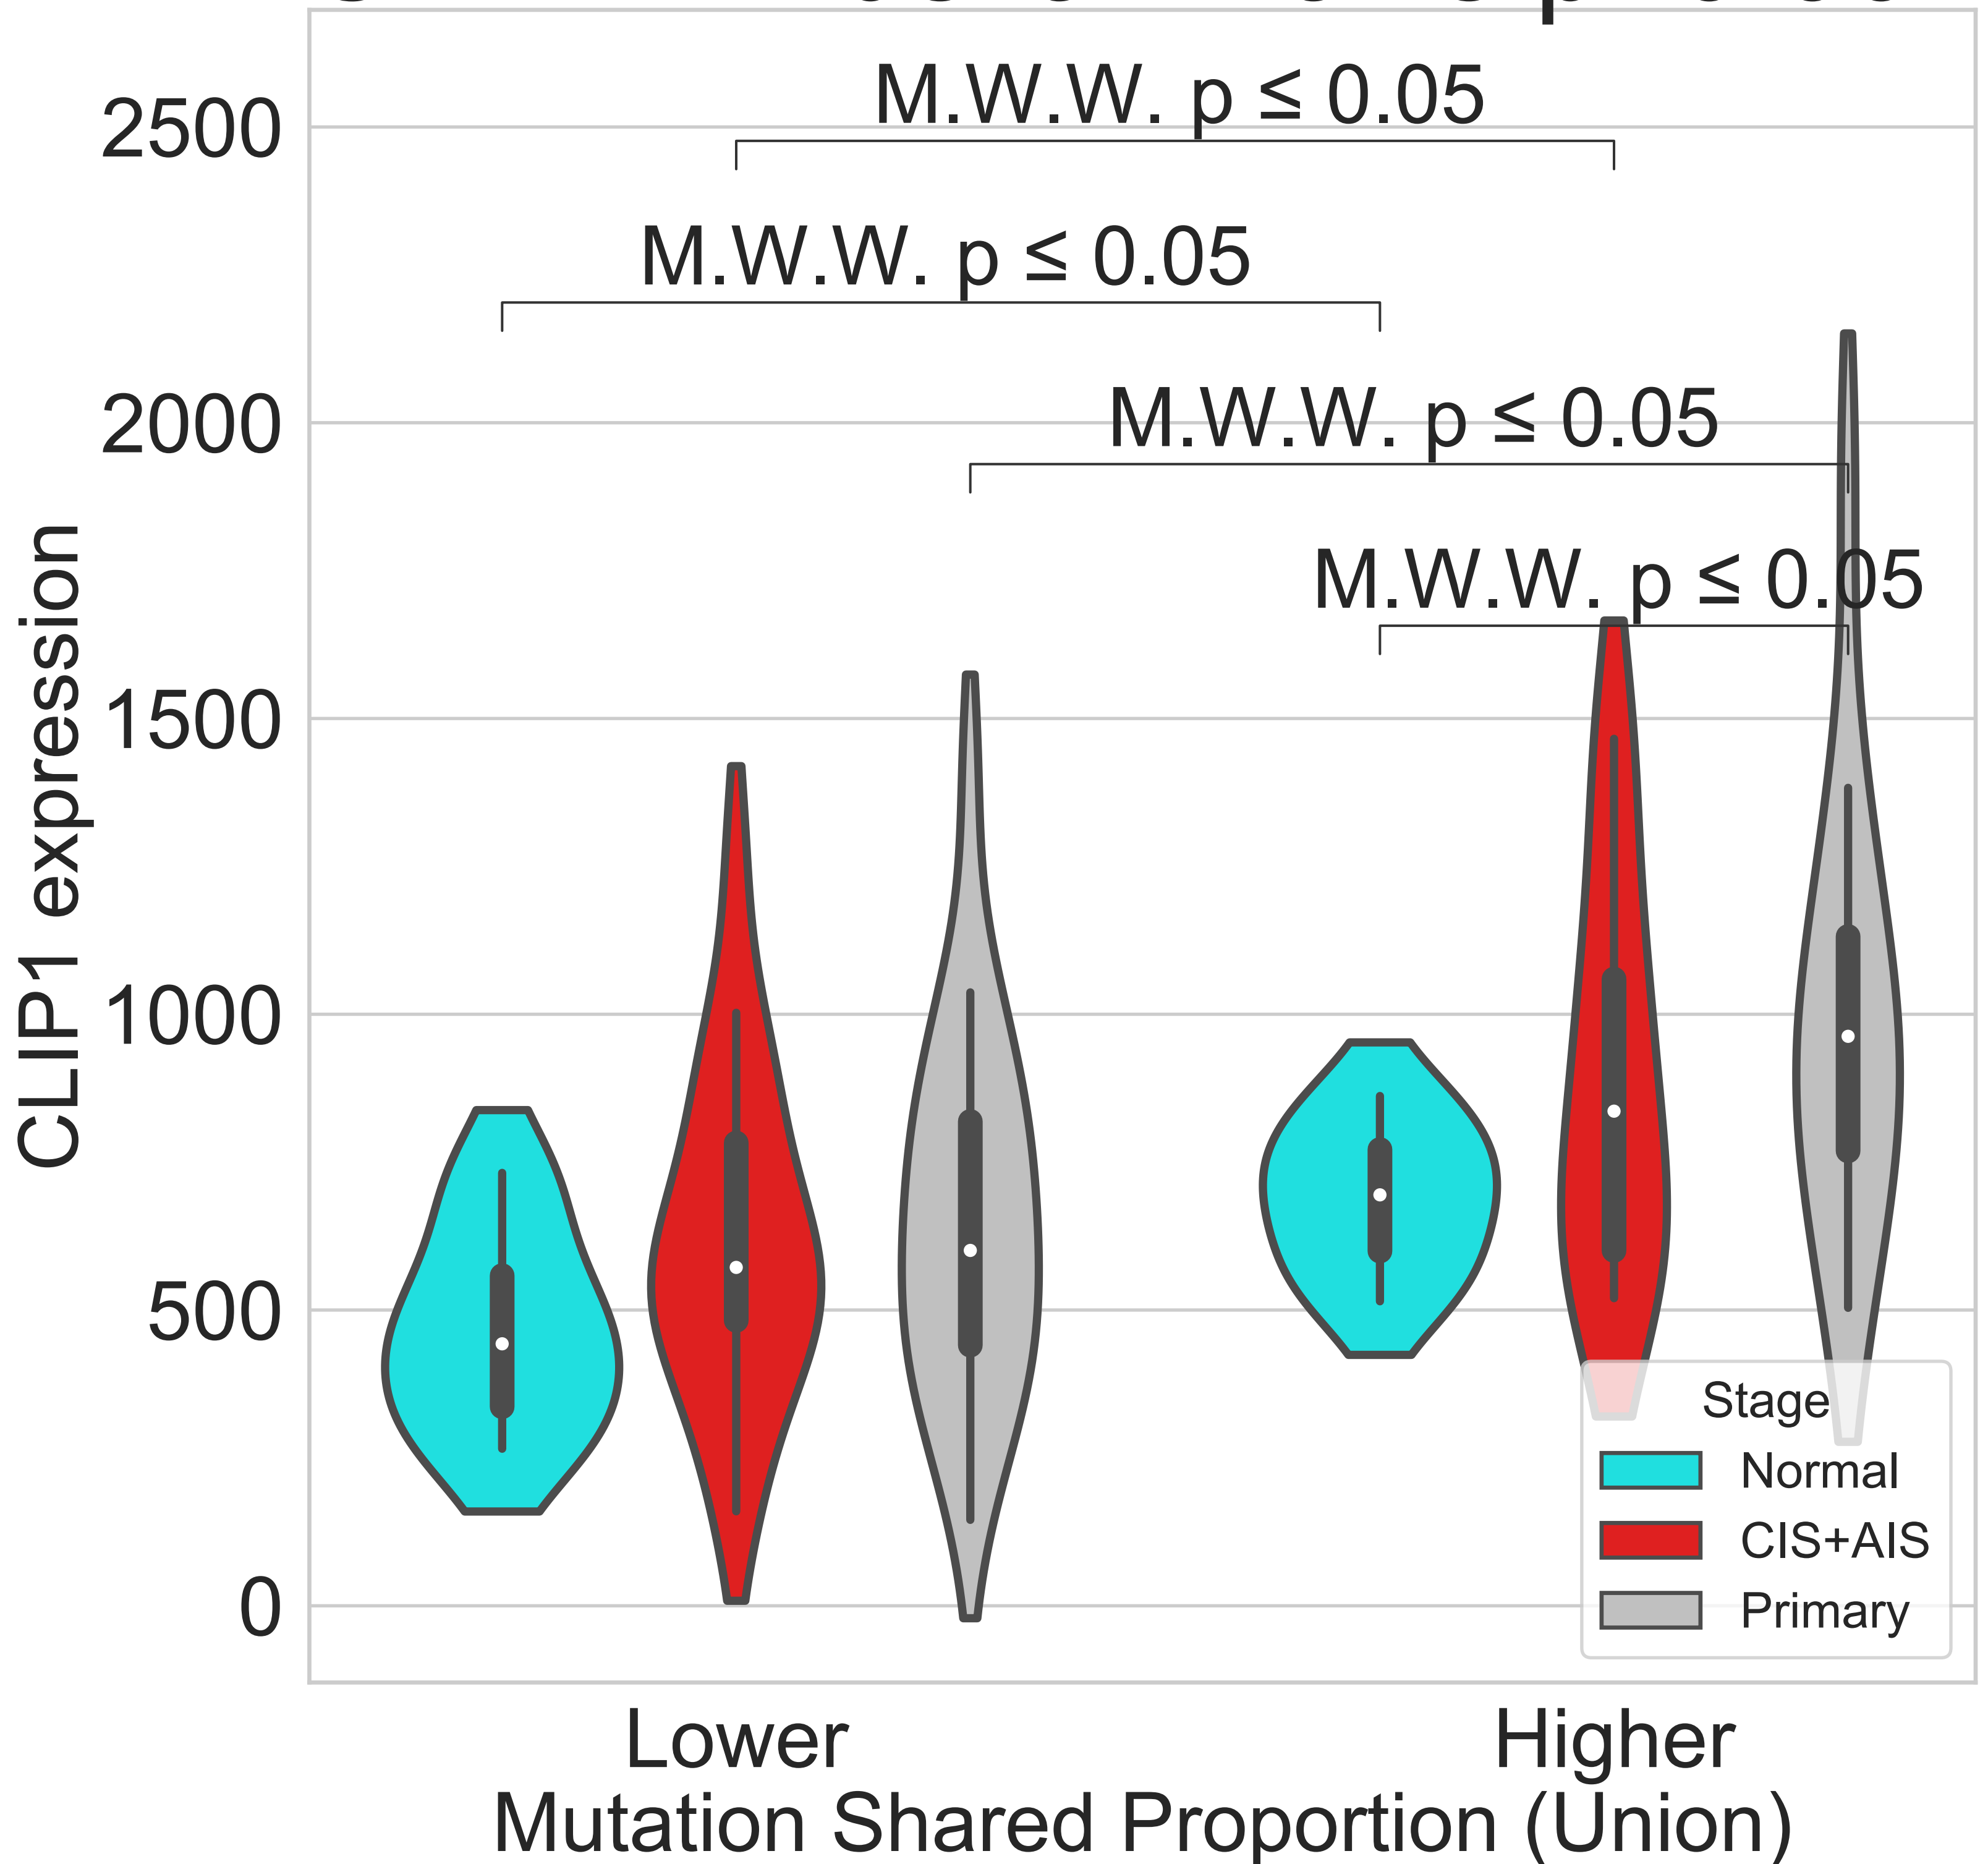 M.W.W. p ≤ 0.05
M.W.W. p ≤ 0.05
M.W.W. p ≤ 0.05
M.W.W. p ≤ 0.05
2500
2000
1500
1000
500
0
CLIP1 expression
Stage
Normal
CIS+AIS
Primary
Lower
Higher
Mutation Shared Proportion (Union)